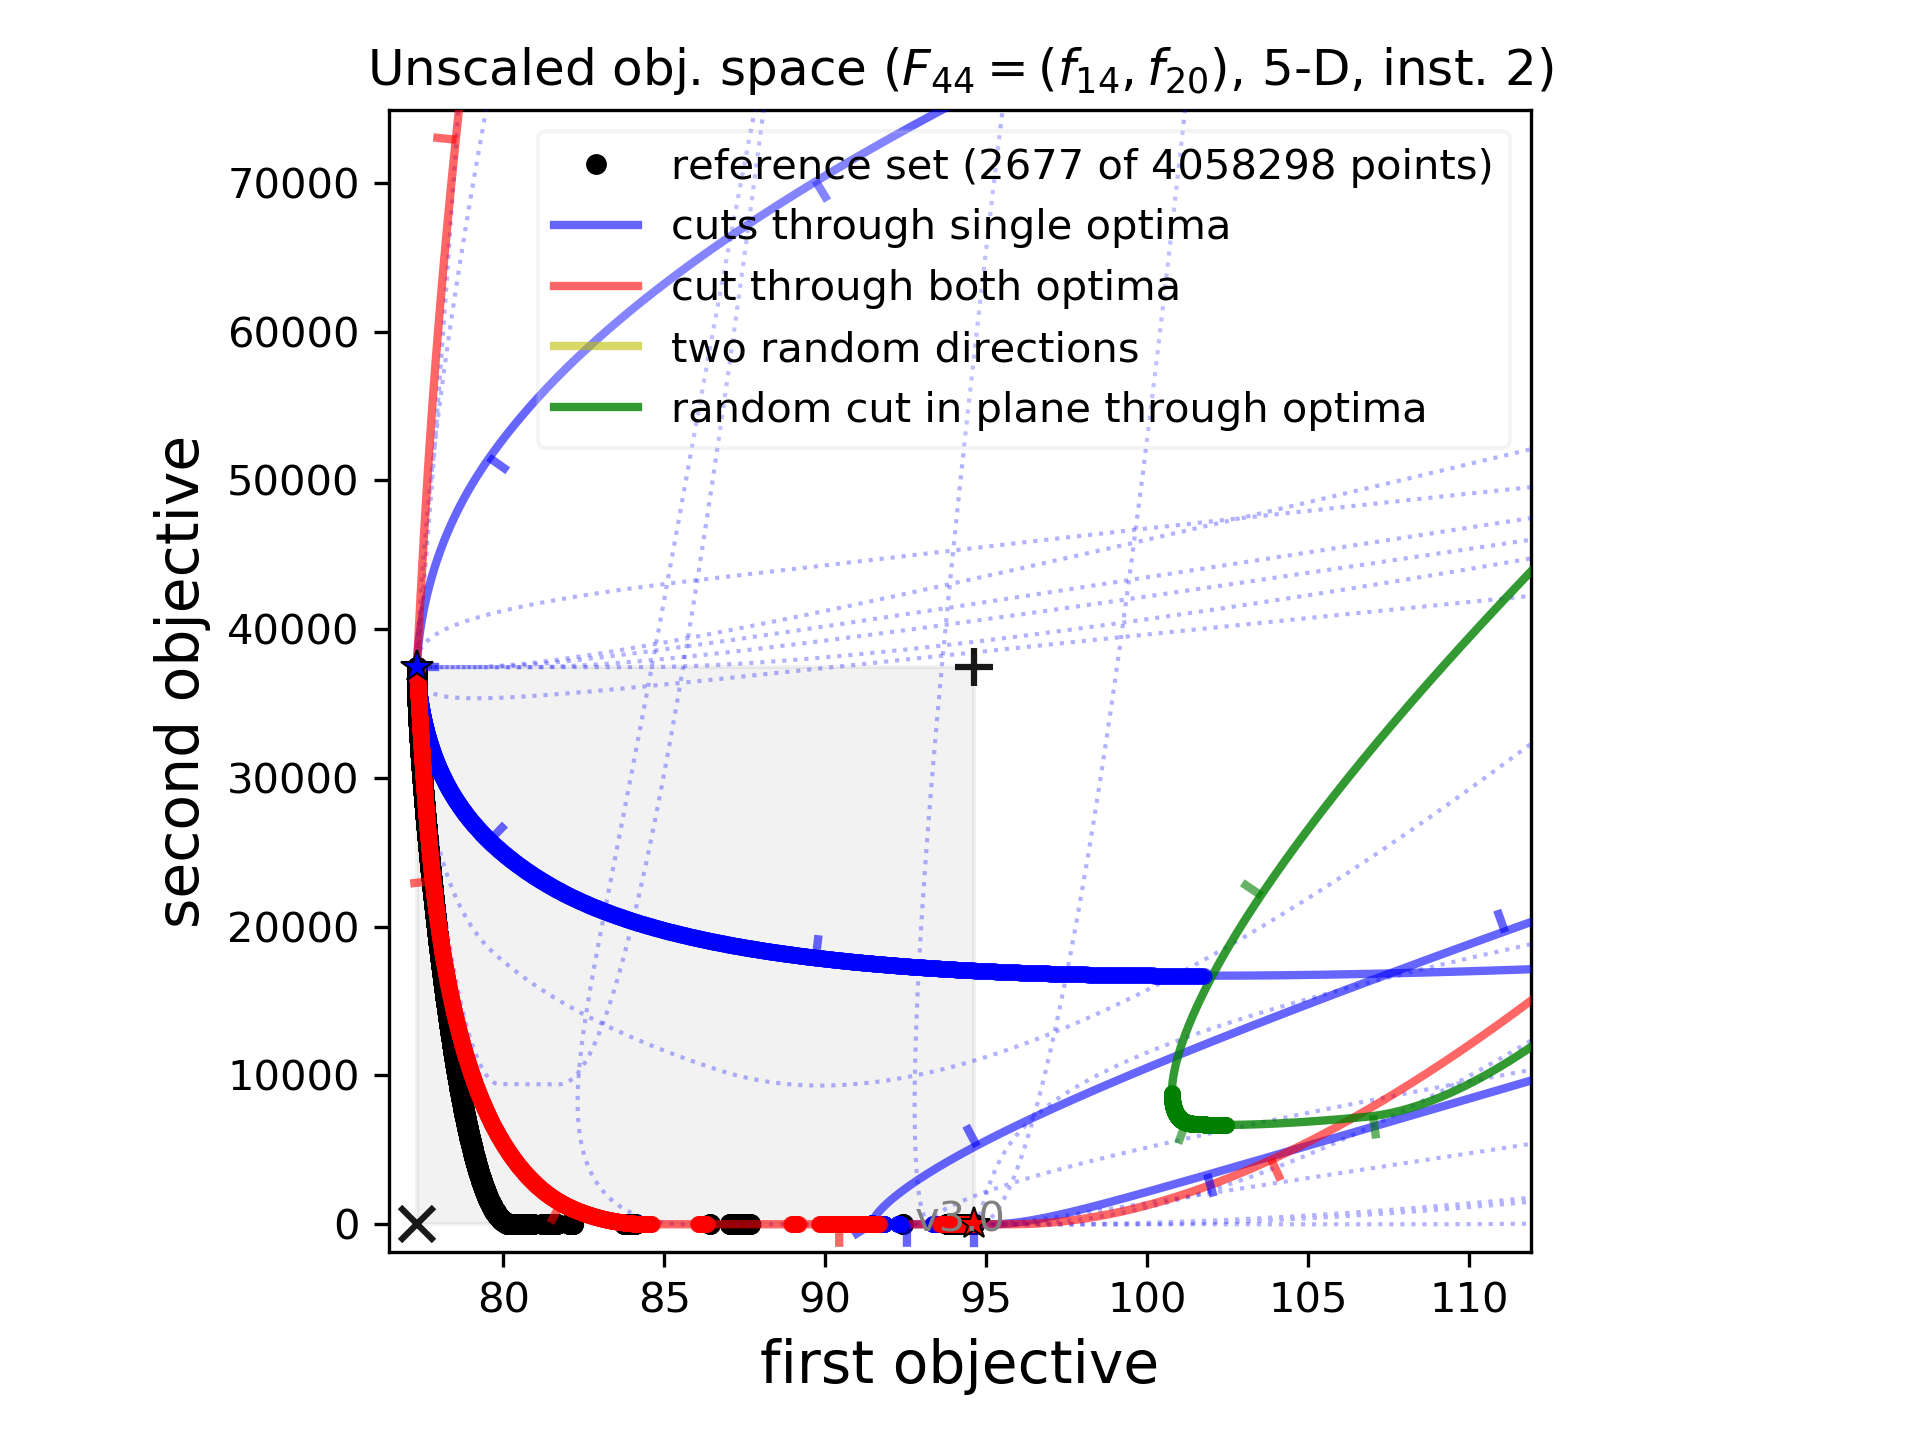 Unscaled obj. space (F44 = (f14, f20), 5-D, inst. 2)
reference set (2677 of 4058298 points)
cuts through single optima
cut through both optima
two random directions
random cut in plane through optima
second objective
70000
60000
50000
40000
30000
20000
10000
0
v3.0
80 85 90 95 100 105 110
first objective